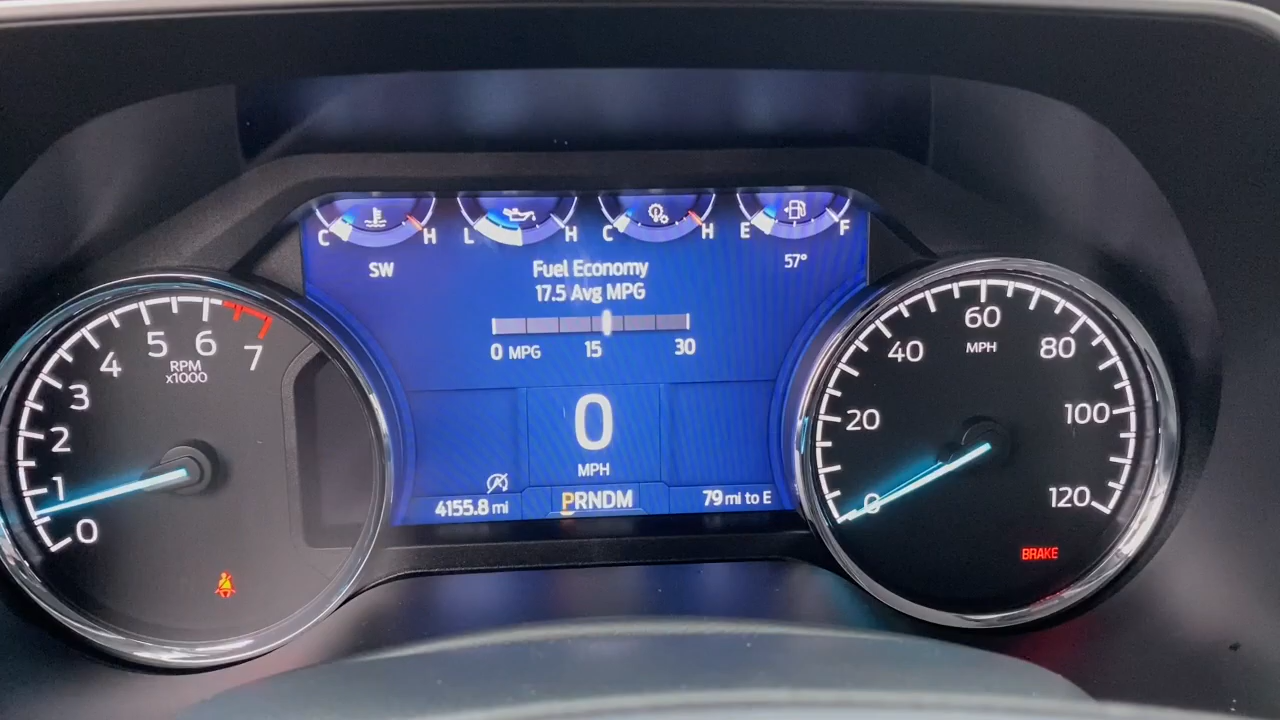 C H
L H
C H
E F
SW
57°
Fuel Economy
17.5 Avg MPG
0 MPG 15 30
0
MPH
4155.8 mi
PRNDM
79 mi to E
0
1
2
3
4
5
6
7
RPM
x1000
0
20
40
60
80
100
120
MPH
BRAKE